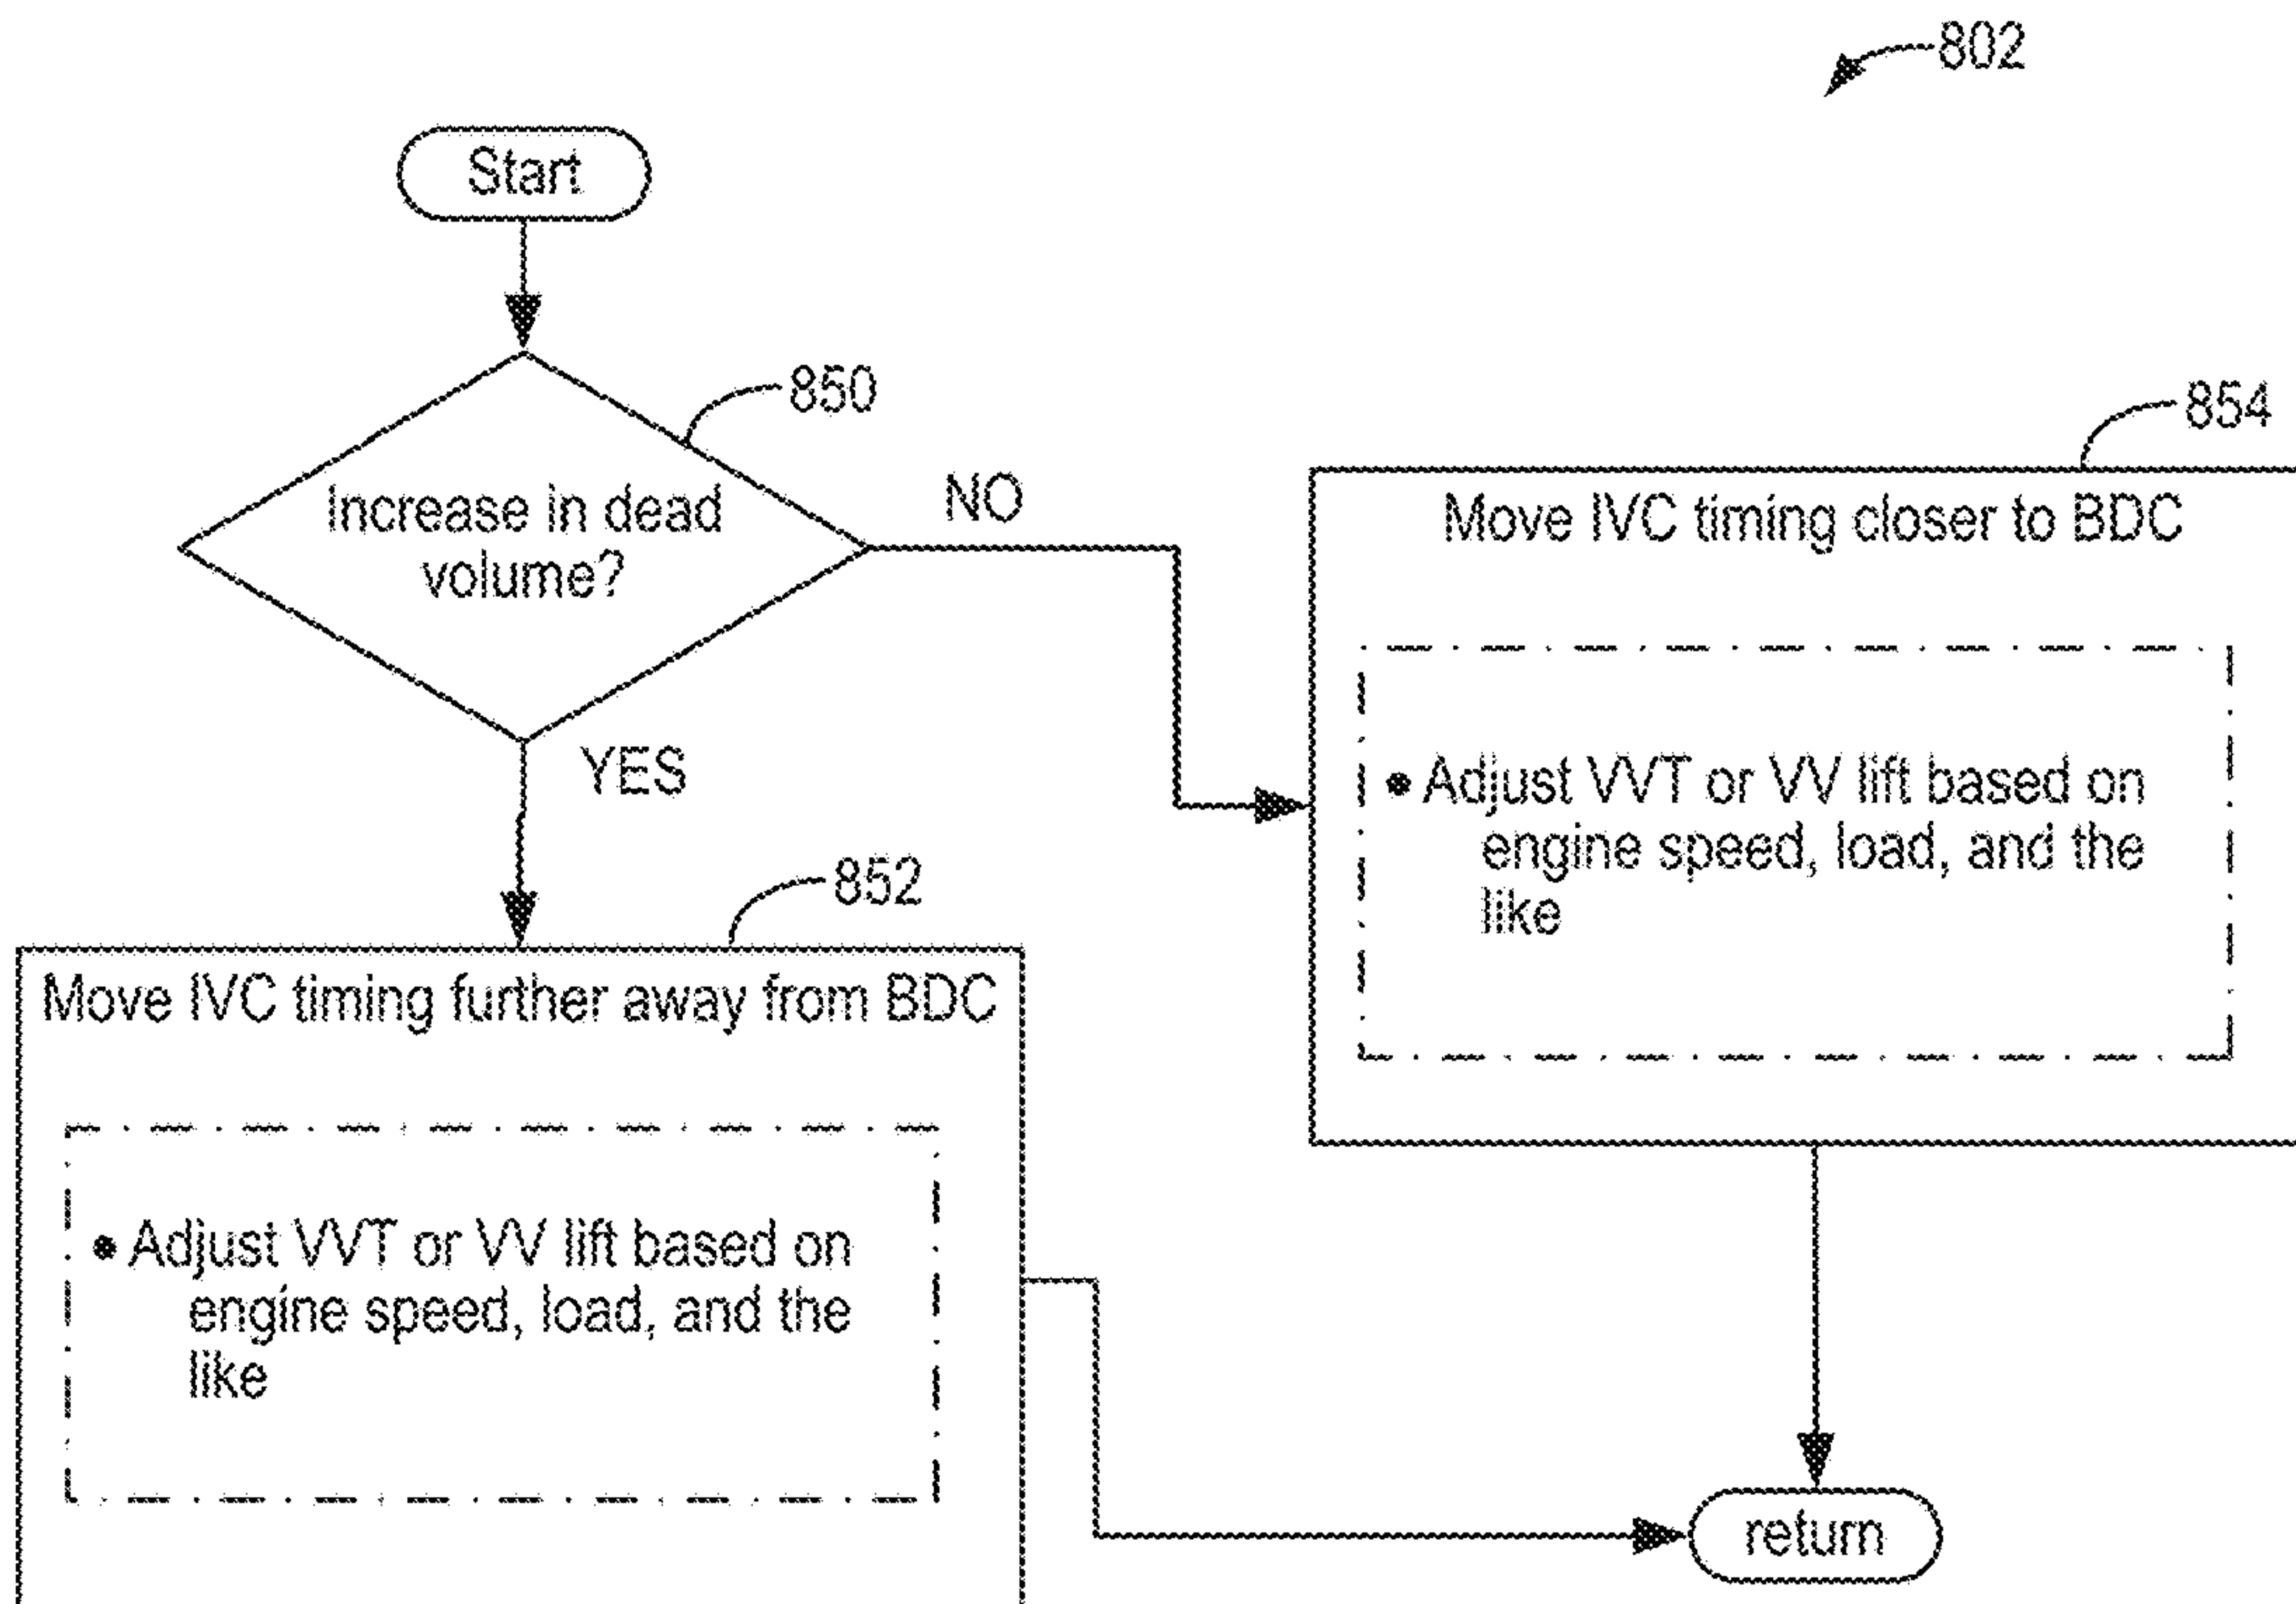 802
Start
850
Increase in dead
volume?
NO
YES
854
Move IVC timing closer to BDC
• Adjust VVT or VV lift based on
engine speed, load, and the
like
852
Move IVC timing further away from BDC
• Adjust VVT or VV lift based on
engine speed, load, and the
like
return